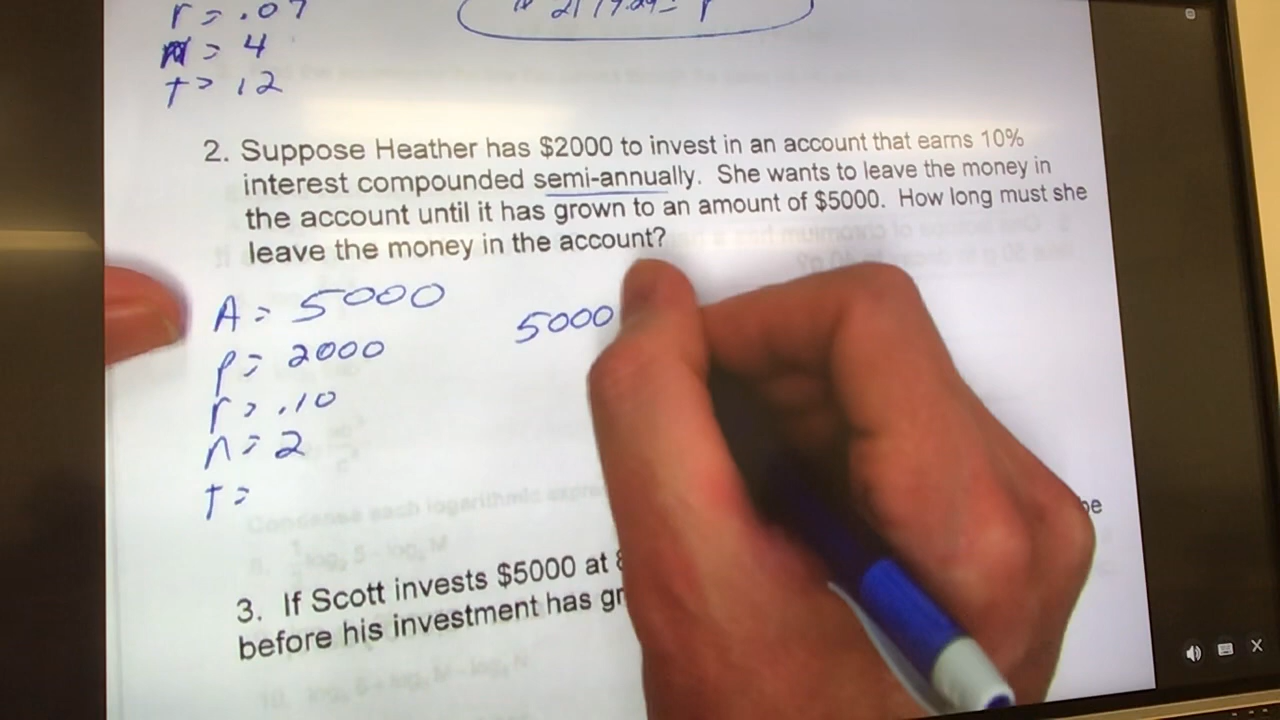 r = .07
n = 4
t = 12
2. Suppose Heather has $2000 to invest in an account that earns 10%
interest compounded semi-annually. She wants to leave the money in
the account until it has grown to an amount of $5000. How long must she
leave the money in the account?
A = 5000
P = 2000
r = .10
n = 2
t =
5000
3. If Scott invests $5000 at
before his investment has